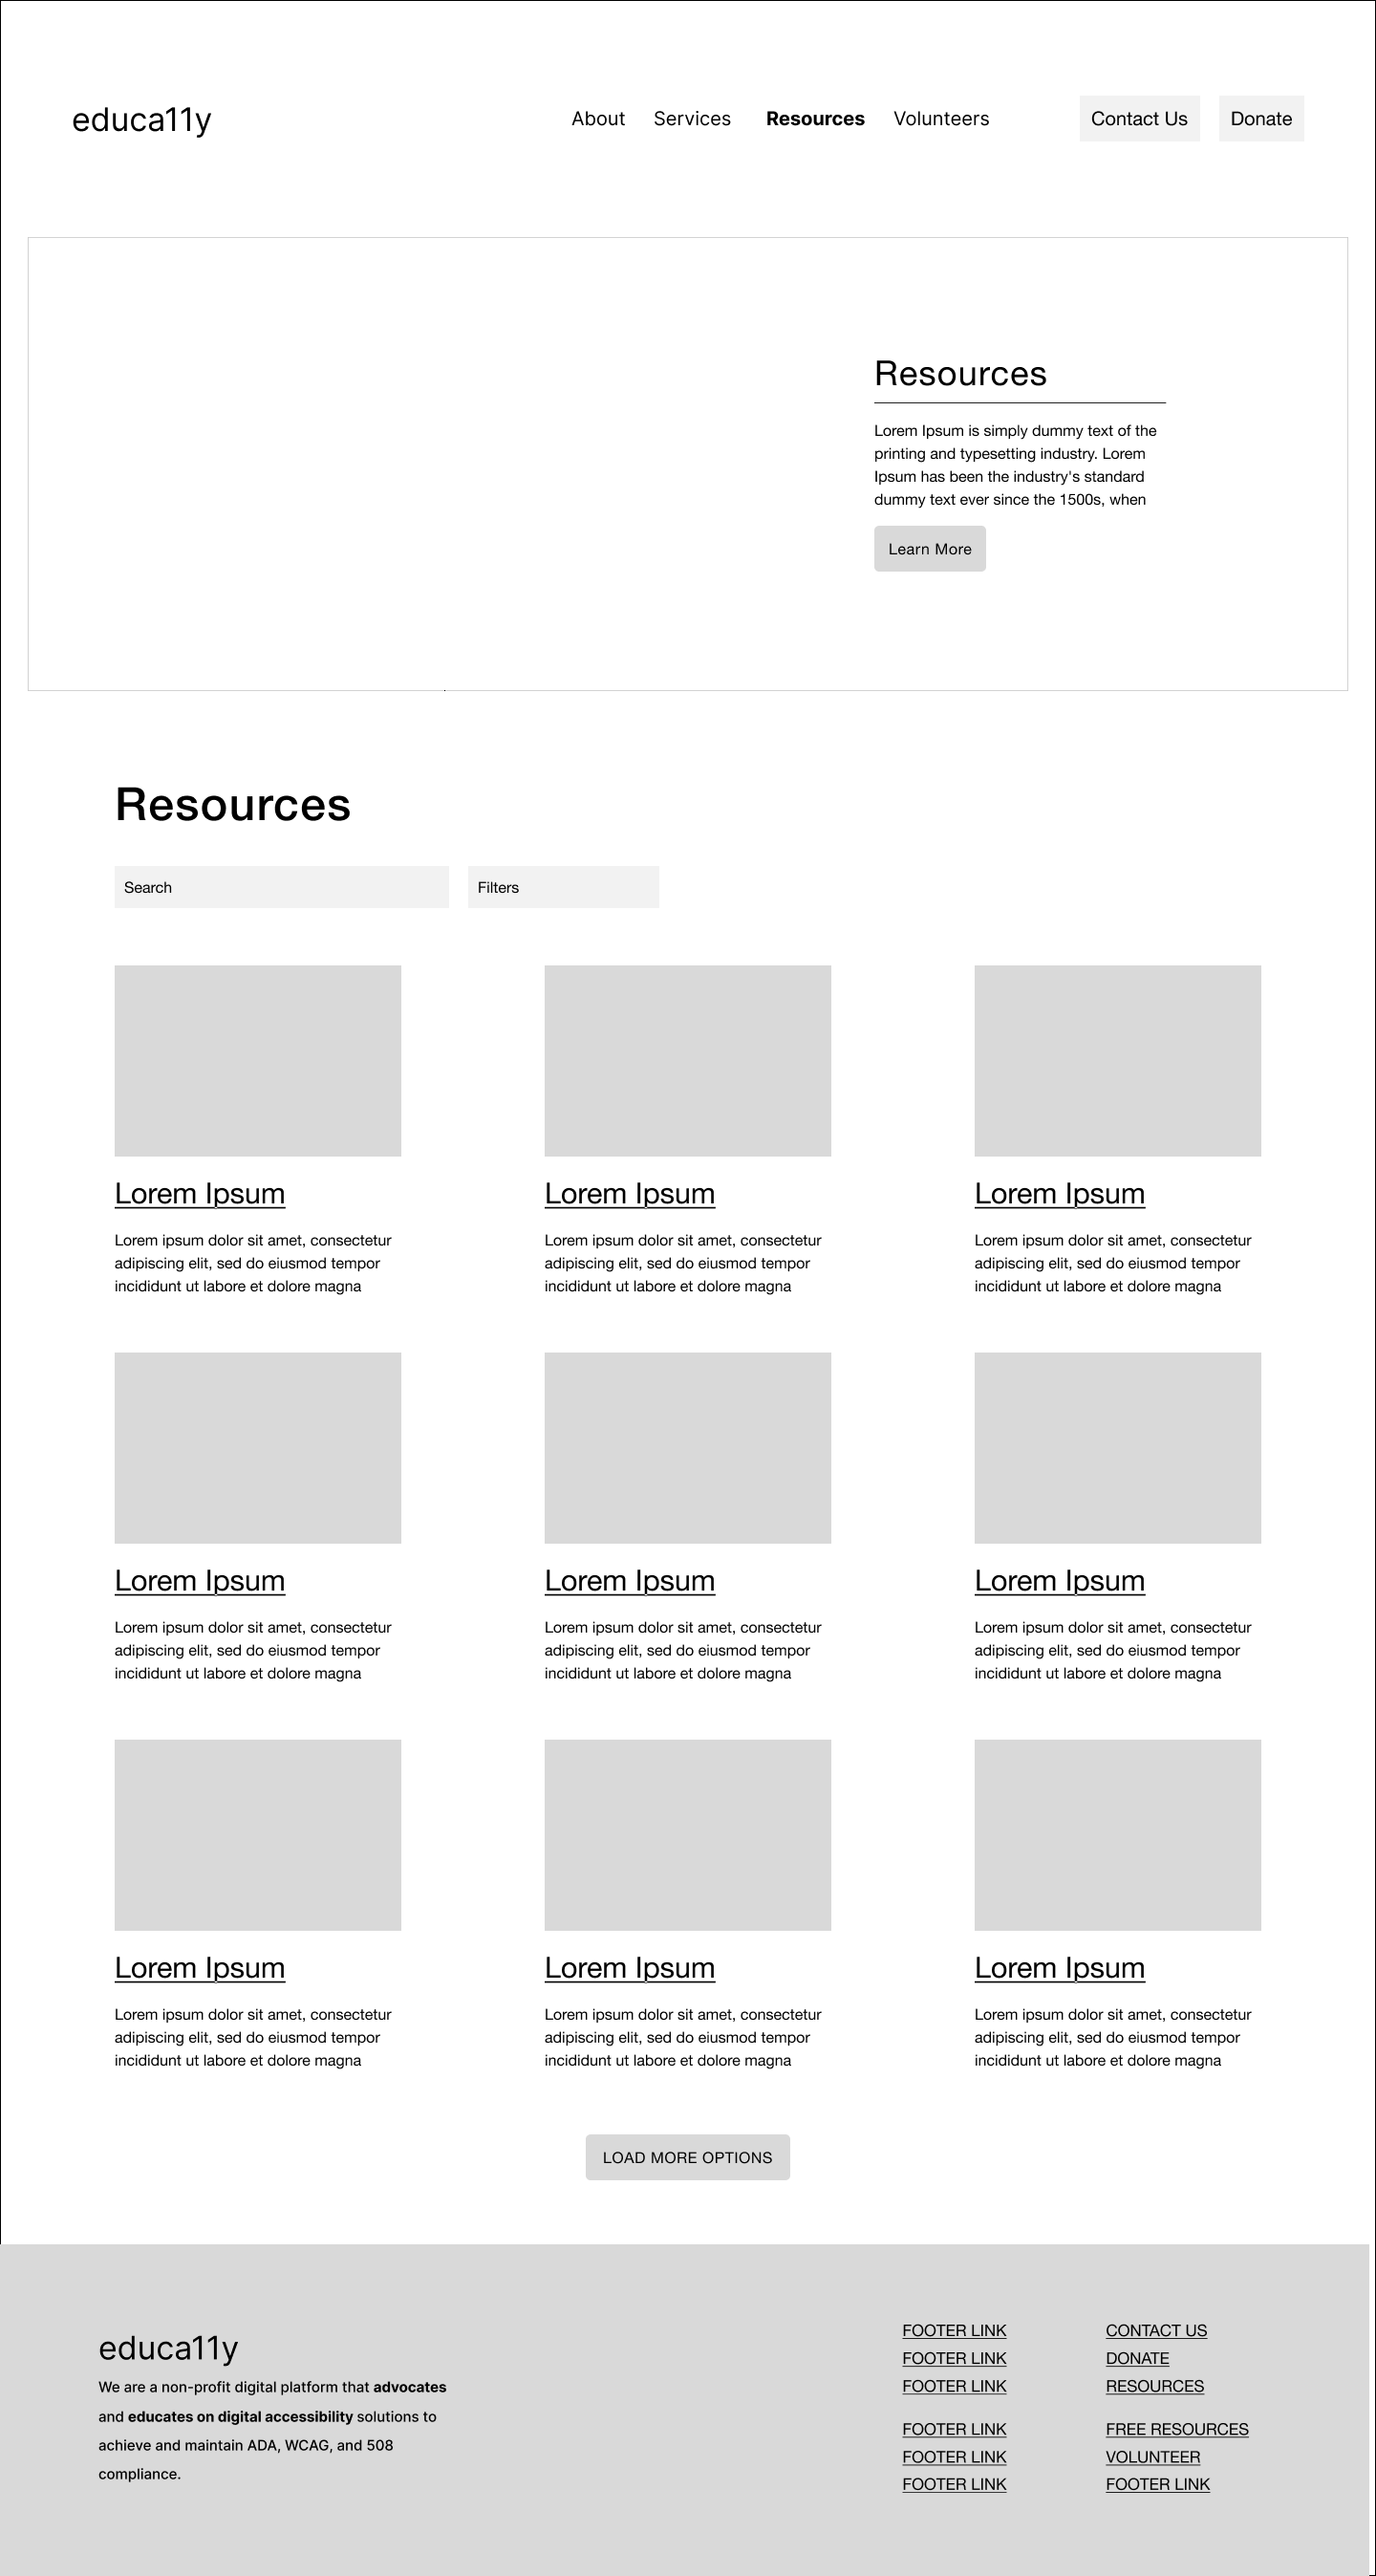 educa11y
About Services Resources Volunteers Contact Us Donate
Resources
Lorem Ipsum is simply dummy text of the
printing and typesetting industry. Lorem
Ipsum has been the industry's standard
dummy text ever since the 1500s, when
Learn More
Resources
Search Filters
Lorem Ipsum
Lorem ipsum dolor sit amet, consectetur
adipiscing elit, sed do eiusmod tempor
incididunt ut labore et dolore magna
Lorem Ipsum
Lorem ipsum dolor sit amet, consectetur
adipiscing elit, sed do eiusmod tempor
incididunt ut labore et dolore magna
Lorem Ipsum
Lorem ipsum dolor sit amet, consectetur
adipiscing elit, sed do eiusmod tempor
incididunt ut labore et dolore magna
Lorem Ipsum
Lorem ipsum dolor sit amet, consectetur
adipiscing elit, sed do eiusmod tempor
incididunt ut labore et dolore magna
Lorem Ipsum
Lorem ipsum dolor sit amet, consectetur
adipiscing elit, sed do eiusmod tempor
incididunt ut labore et dolore magna
Lorem Ipsum
Lorem ipsum dolor sit amet, consectetur
adipiscing elit, sed do eiusmod tempor
incididunt ut labore et dolore magna
Lorem Ipsum
Lorem ipsum dolor sit amet, consectetur
adipiscing elit, sed do eiusmod tempor
incididunt ut labore et dolore magna
Lorem Ipsum
Lorem ipsum dolor sit amet, consectetur
adipiscing elit, sed do eiusmod tempor
incididunt ut labore et dolore magna
Lorem Ipsum
Lorem ipsum dolor sit amet, consectetur
adipiscing elit, sed do eiusmod tempor
incididunt ut labore et dolore magna
LOAD MORE OPTIONS
educa11y
We are a non-profit digital platform that advocates
and educates on digital accessibility solutions to
achieve and maintain ADA, WCAG, and 508
compliance.
FOOTER LINK
FOOTER LINK
FOOTER LINK
FOOTER LINK
FOOTER LINK
FOOTER LINK
CONTACT US
DONATE
RESOURCES
FREE RESOURCES
VOLUNTEER
FOOTER LINK